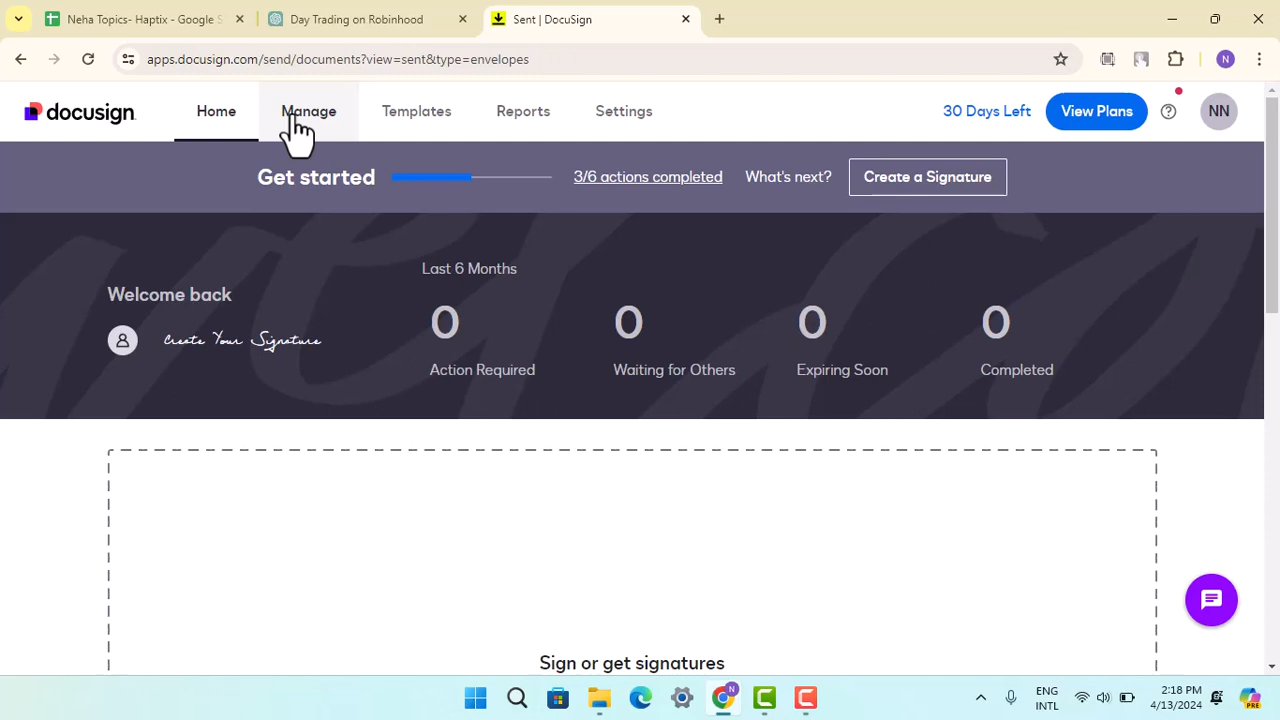 Neha Topics- Haptix - Google S
Day Trading on Robinhood
Sent | DocuSign
apps.docusign.com/send/documents?view=sent&type=envelopes
N
docusign
Home
Manage
Templates
Reports
Settings
30 Days Left
View Plans
NN
Get started
3/6 actions completed
What's next?
Create a Signature
Last 6 Months
Welcome back
Create Your Signature
0
0
0
0
Action Required
Waiting for Others
Expiring Soon
Completed
Sign or get signatures
N
ENG
INTL
2:18 PM
4/13/2024
PRE